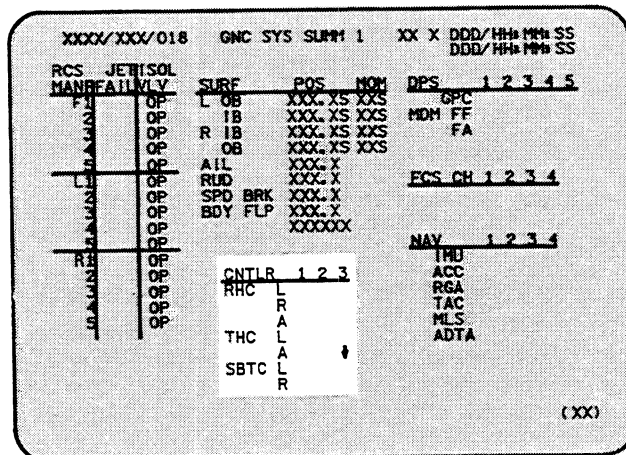 XXXX/XXX/018 GNC SYS SUMM 1 XX X DDD/HH:MM:SS
DDD/HH:MM:SS
RCS JET ISOL
MANF FAIL VLV
F1 OP
2 OP
3 OP
4 OP
5 OP
L1 OP
2 OP
3 OP
4 OP
5 OP
R1 OP
2 OP
3 OP
4 OP
5 OP
SURF POS MOM
L OB XXX.XS XXS
IB XXX.XS XXS
R IB XXX.XS XXS
OB XXX.XS XXS
AIL XXX.X
RUD XXX.X
SPD BRK XXX.X
BDY FLP XXX.X
XXXXXX
CNTLR 1 2 3
RHC L
R
A
THC L
A ↓
SBTC L
R
DPS 1 2 3 4 5
GPC
MDM FF
FA
FCS CH 1 2 3 4
NAV 1 2 3 4
IMU
ACC
RGA
TAC
MLS
ADTA
(XX)